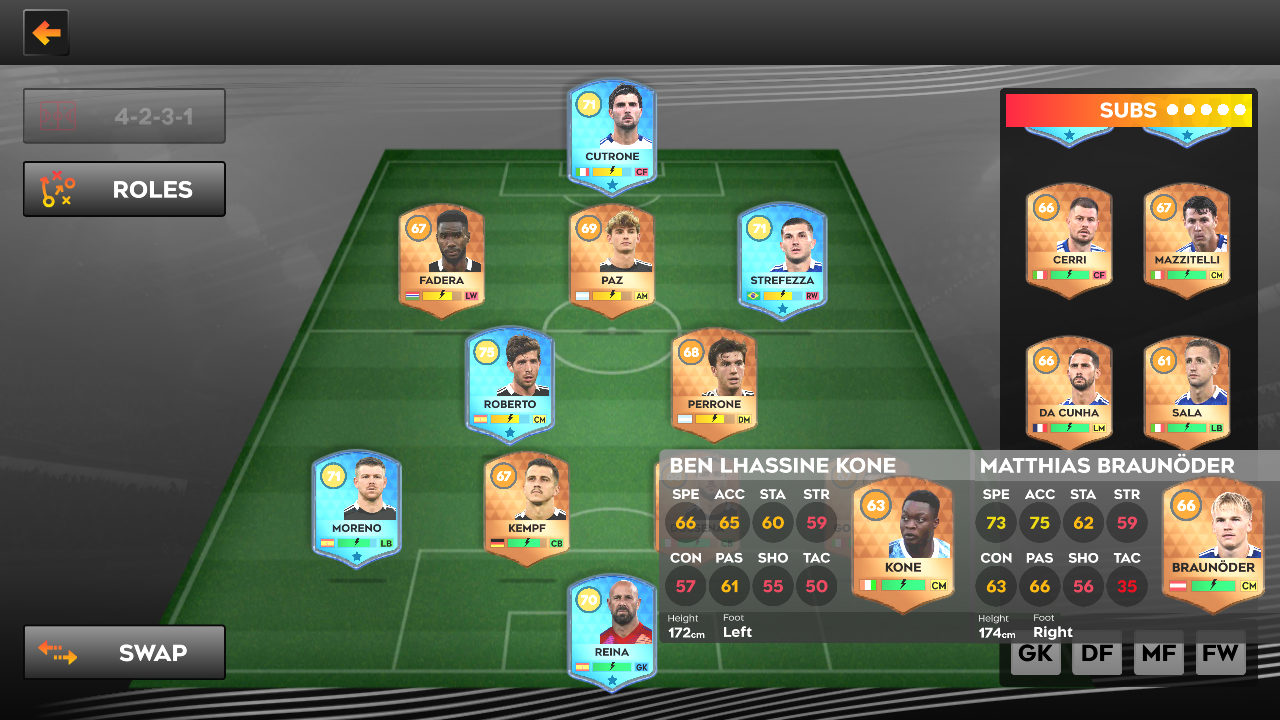 4-2-3-1
ROLES
SWAP
71
CUTRONE
CF
67
FADERA
LW
69
PAZ
AM
71
STREFEZZA
RW
75
ROBERTO
CM
68
PERRONE
DM
71
MORENO
LB
67
KEMPF
CB
70
REINA
GK
SUBS
66
CERRI
CF
67
MAZZITELLI
CM
66
DA CUNHA
LM
61
SALA
LB
BEN LHASSINE KONE
SPE ACC STA STR
66 65 60 59
CON PAS SHO TAC
57 61 55 50
Height Foot
172cm Left
63
KONE
CM
MATTHIAS BRAUNÖDER
SPE ACC STA STR
73 75 62 59
CON PAS SHO TAC
63 66 56 35
Height Foot
174cm Right
66
BRAUNÖDER
CM
GK DF MF FW